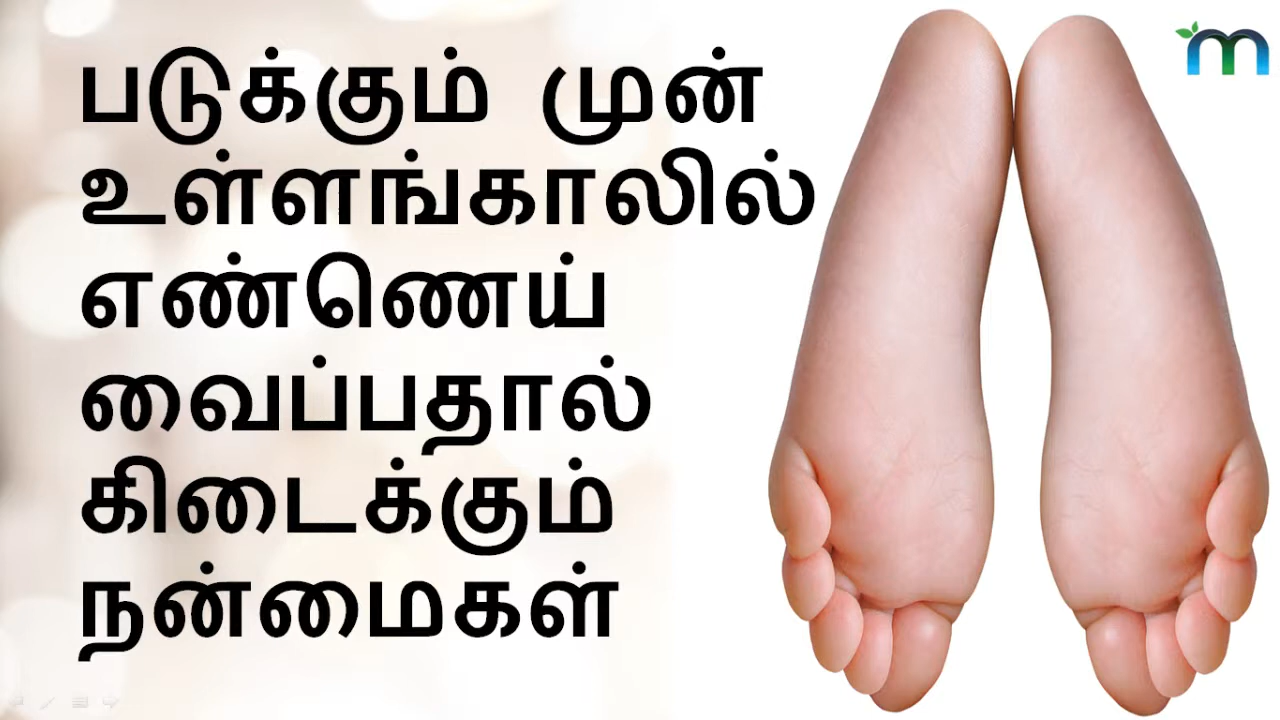 படுக்கும் முன்
உள்ளங்காலில்
எண்ணெய்
வைப்பதால்
கிடைக்கும்
நன்மைகள்
m